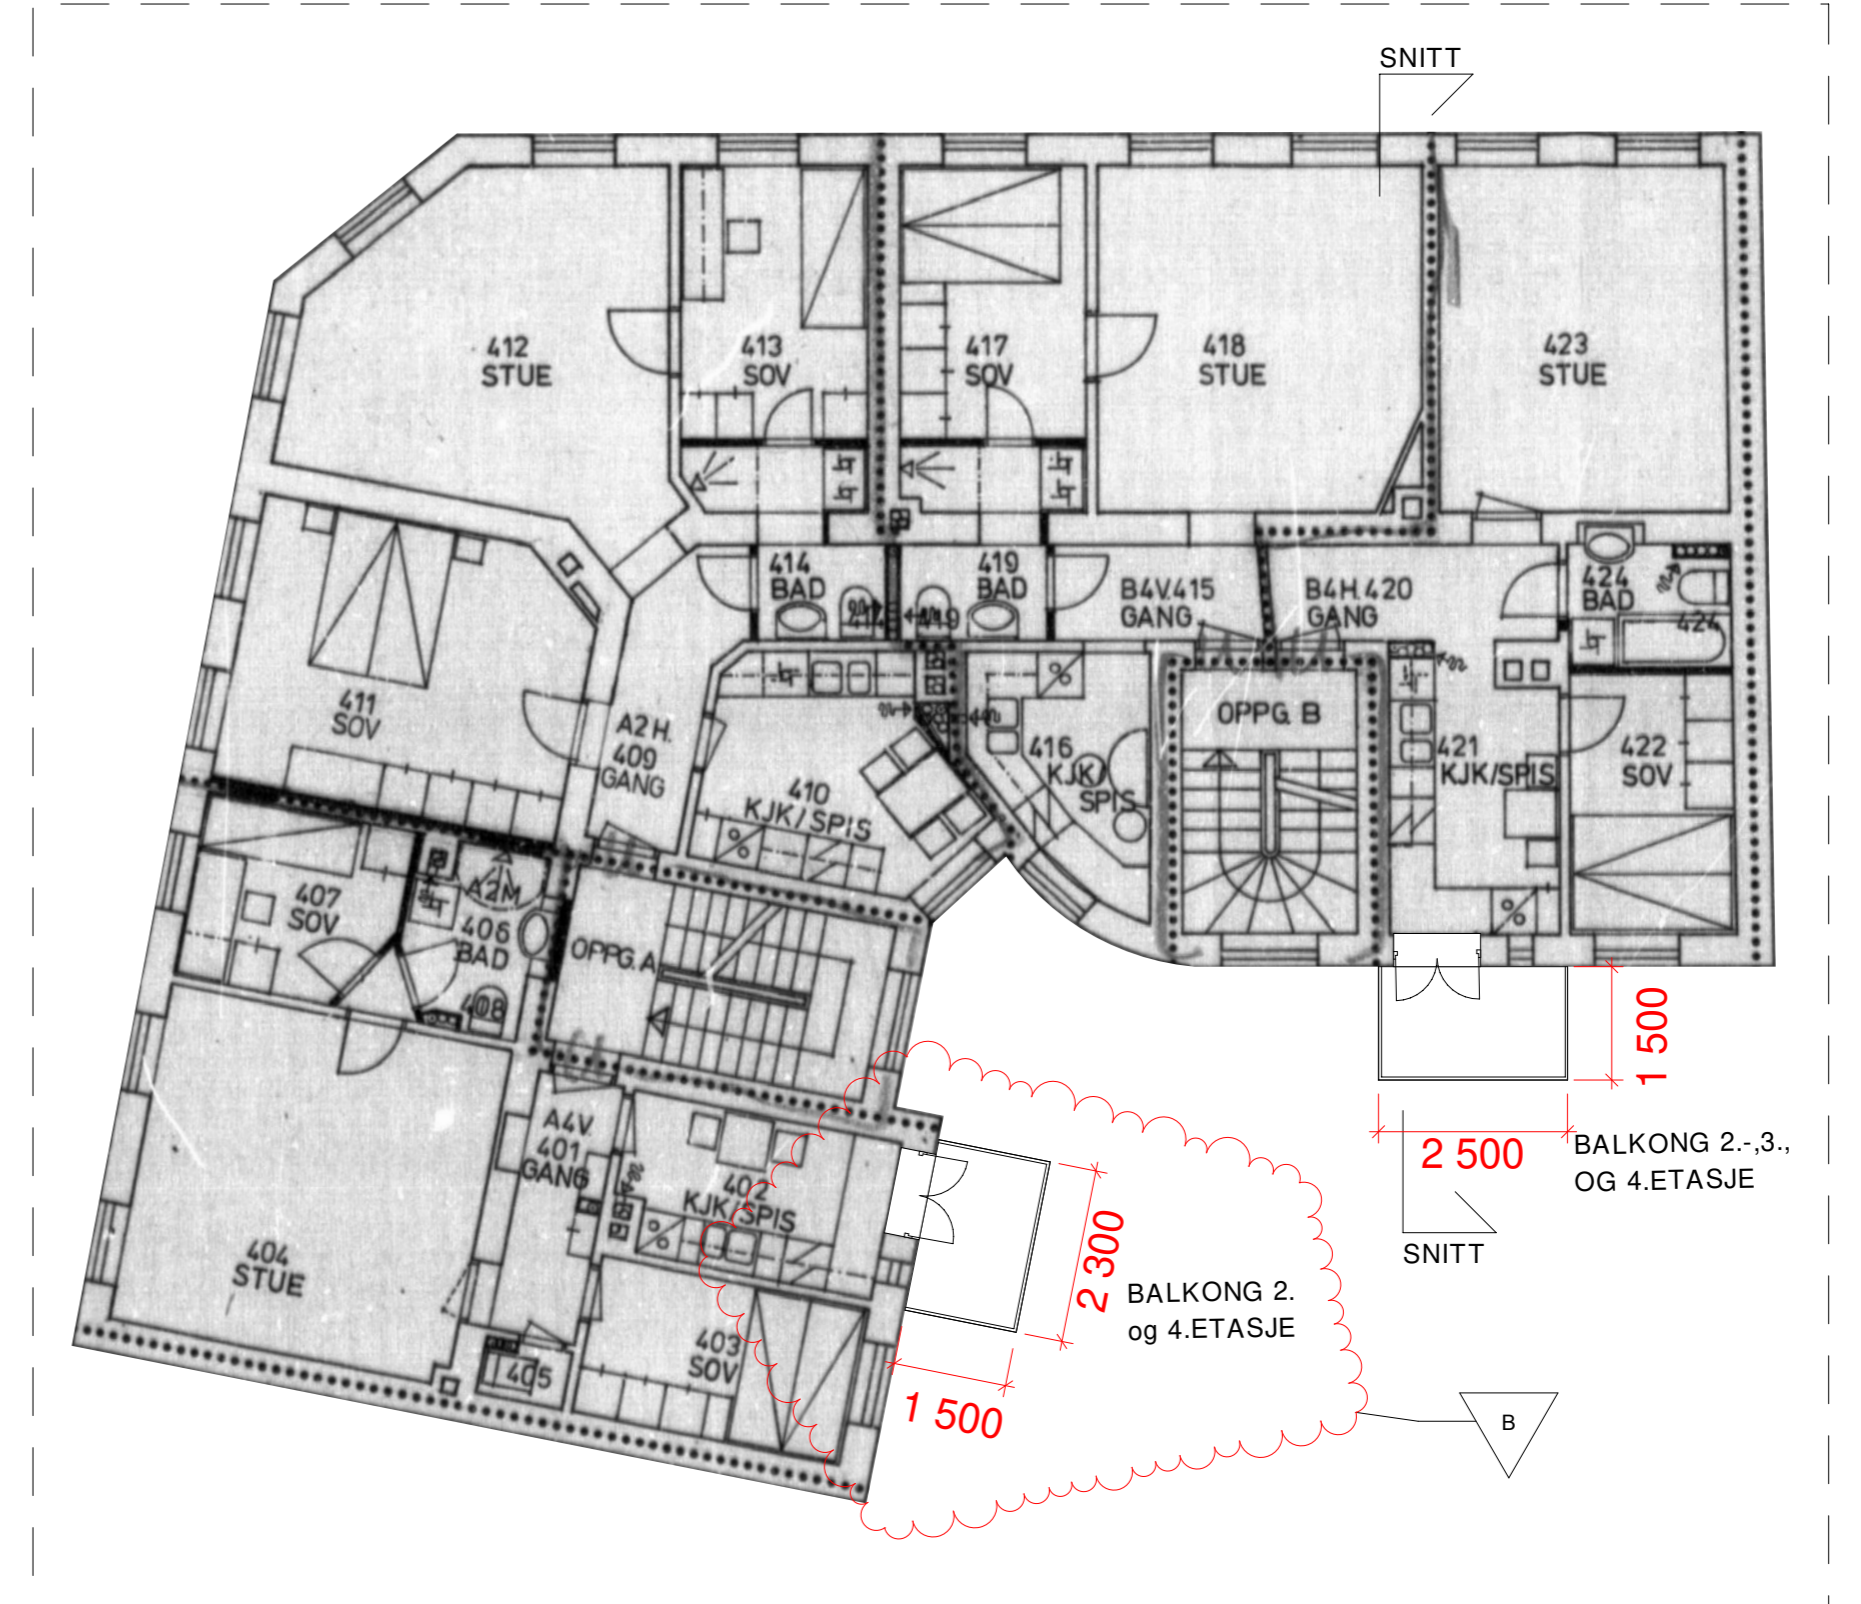 SNITT
412
STUE
413
SOV
417
SOV
418
STUE
423
STUE
414
BAD
419
BAD
B4V.415
GANG
B4H.420
GANG
424
BAD
424
411
SOV
A2H.
409
GANG
410
KJK/SPIS
416
KJK/
SPIS
OPPG. B
421
KJK/SPIS
422
SOV
407
SOV
A2M
406
BAD
408
OPPG. A
A4V.
401
GANG
402
KJK/SPIS
404
STUE
403
SOV
405
1 500
2 500
BALKONG 2.-,3.,
OG 4.ETASJE
SNITT
2 300
1 500
BALKONG 2.
og 4.ETASJE
B